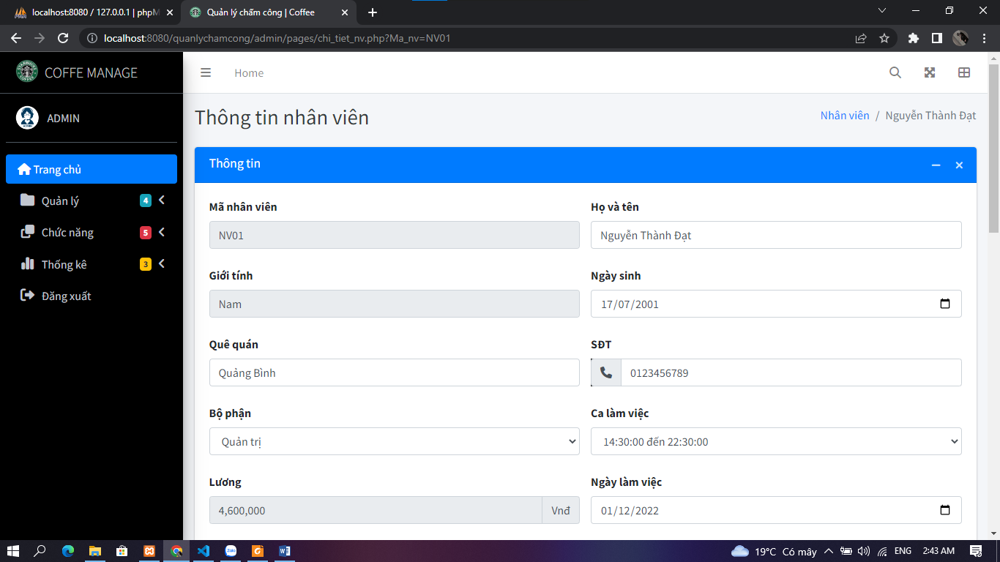 localhost:8080 / 127.0.0.1 | phpM
Quản lý chấm công | Coffee
localhost:8080/quanlychamcong/admin/pages/chi_tiet_nv.php?Ma_nv=NV01
COFFE MANAGE
Home
ADMIN
Thông tin nhân viên
Nhân viên / Nguyễn Thành Đạt
Trang chủ
Quản lý 4
Chức năng 5
Thống kê 3
Đăng xuất
Thông tin
Mã nhân viên
Họ và tên
NV01
Nguyễn Thành Đạt
Giới tính
Ngày sinh
Nam
17/07/2001
Quê quán
SĐT
Quảng Bình
0123456789
Bộ phận
Ca làm việc
Quản trị
14:30:00 đến 22:30:00
Lương
Ngày làm việc
4,600,000 Vnđ
01/12/2022
Zalo
19°C Có mây
ENG
2:43 AM